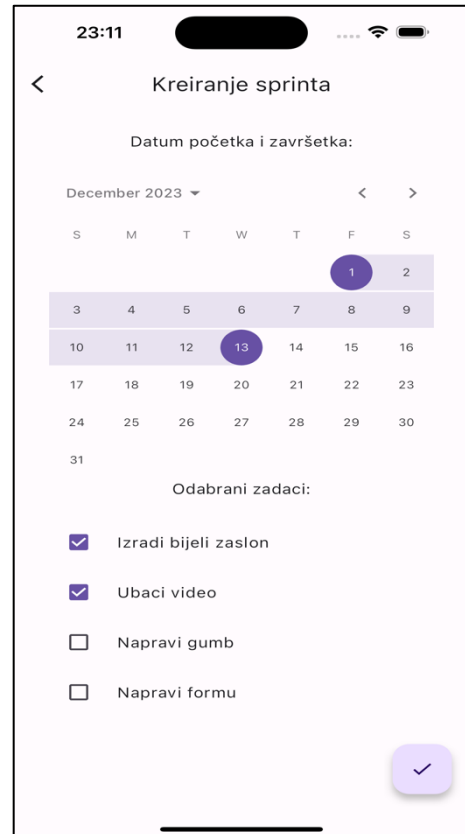 23:11
Kreiranje sprinta
Datum početka i završetka:
December 2023
S M T W T F S
1 2
3 4 5 6 7 8 9
10 11 12 13 14 15 16
17 18 19 20 21 22 23
24 25 26 27 28 29 30
31
Odabrani zadaci:
Izradi bijeli zaslon
Ubaci video
Napravi gumb
Napravi formu